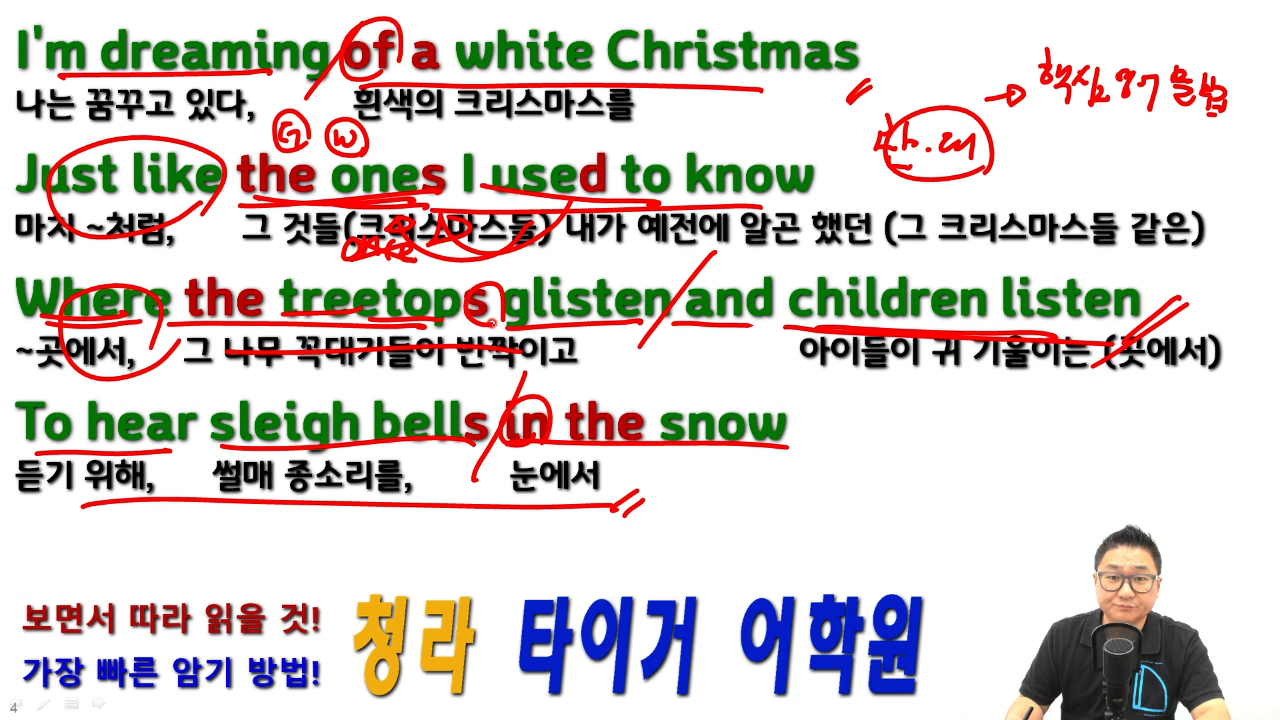 I'm dreaming of a white Christmas
나는 꿈꾸고 있다, 흰색의 크리스마스를
핵심
G W
Just like the ones I used to know
마치 ~처럼, 그 것들(크리스마스들) 내가 예전에 알곤 했던 (그 크리스마스들 같은)
Where the treetops glisten and children listen
~곳에서, 그 나무 꼭대기들이 반짝이고 아이들이 귀 기울이는 (곳에서)
To hear sleigh bells in the snow
듣기 위해, 썰매 종소리를, 눈에서
보면서 따라 읽을 것!
가장 빠른 암기 방법!
청라 타이거 어학원
4